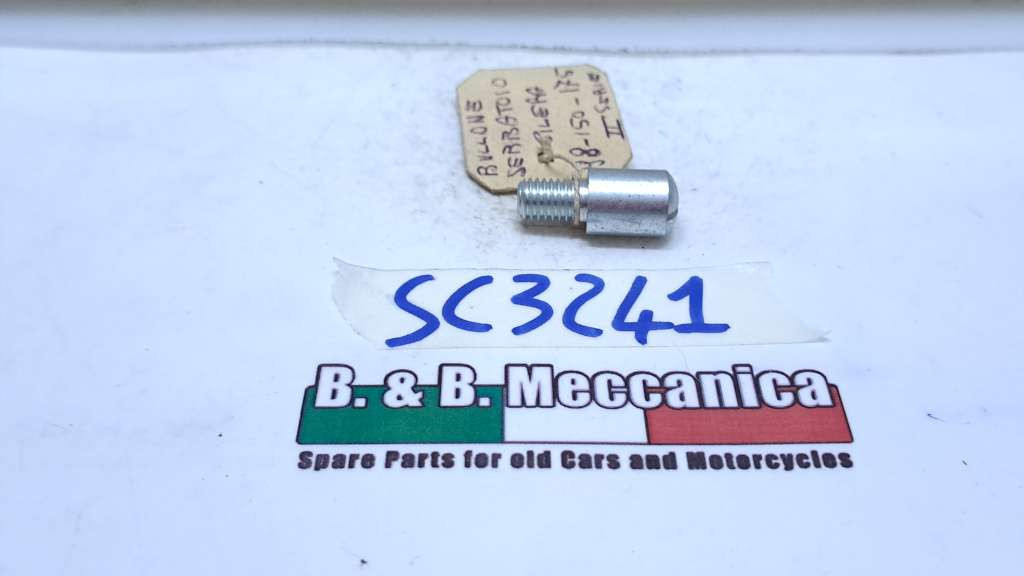 BULLONE
SERBATOIO
GILERA
98-150-175
II SERIE
SC3241
B. & B. Meccanica
Spare Parts for old Cars and Motorcycles